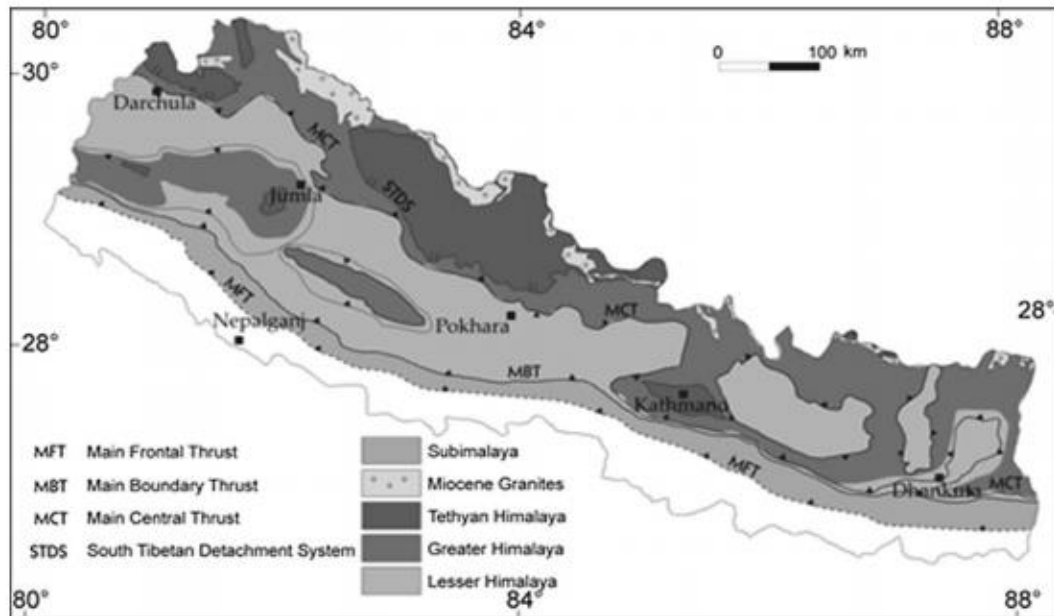 80° 84° 88°
0 100 km
30°
Darchula
MCT
Jumla
STDS
MFT
Nepalganj
Pokhara
MCT
28° 28°
MBT
Kathmand
MFT
Dhankuta
MCT
MFT Main Frontal Thrust
MBT Main Boundary Thrust
MCT Main Central Thrust
STDS South Tibetan Detachment System
Subimalaya
Miocene Granites
Tethyan Himalaya
Greater Himalaya
Lesser Himalaya
80° 84° 88°